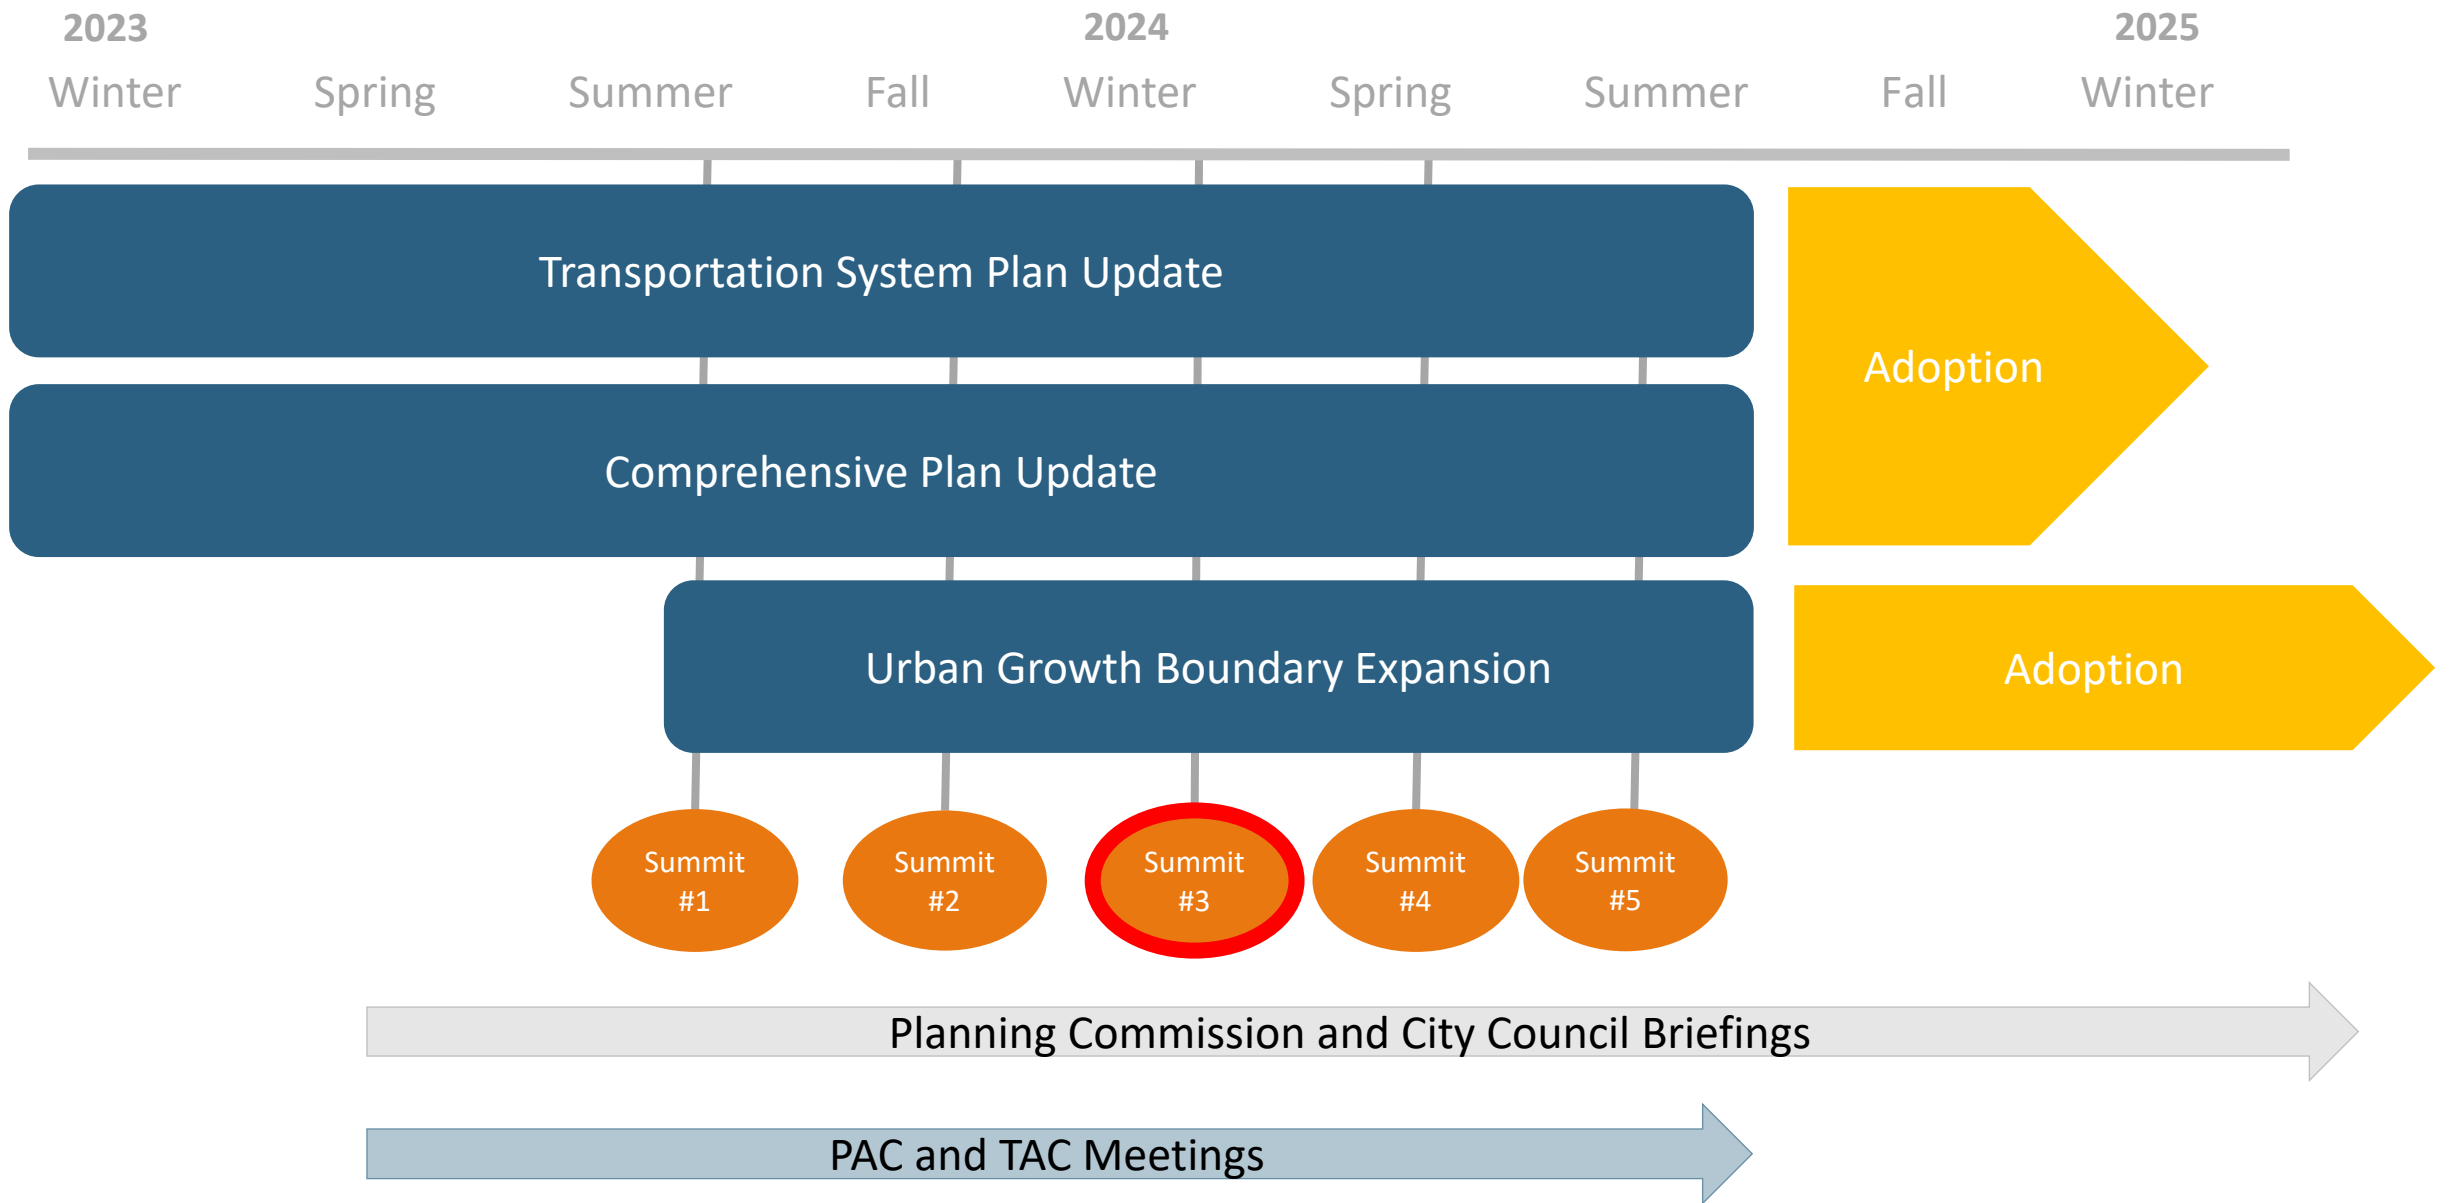 2023 2024 2025
Winter Spring Summer Fall Winter Spring Summer Fall Winter
Transportation System Plan Update
Adoption
Comprehensive Plan Update
Urban Growth Boundary Expansion
Adoption
Summit
#1
Summit
#2
Summit
#3
Summit
#4
Summit
#5
Planning Commission and City Council Briefings
PAC and TAC Meetings